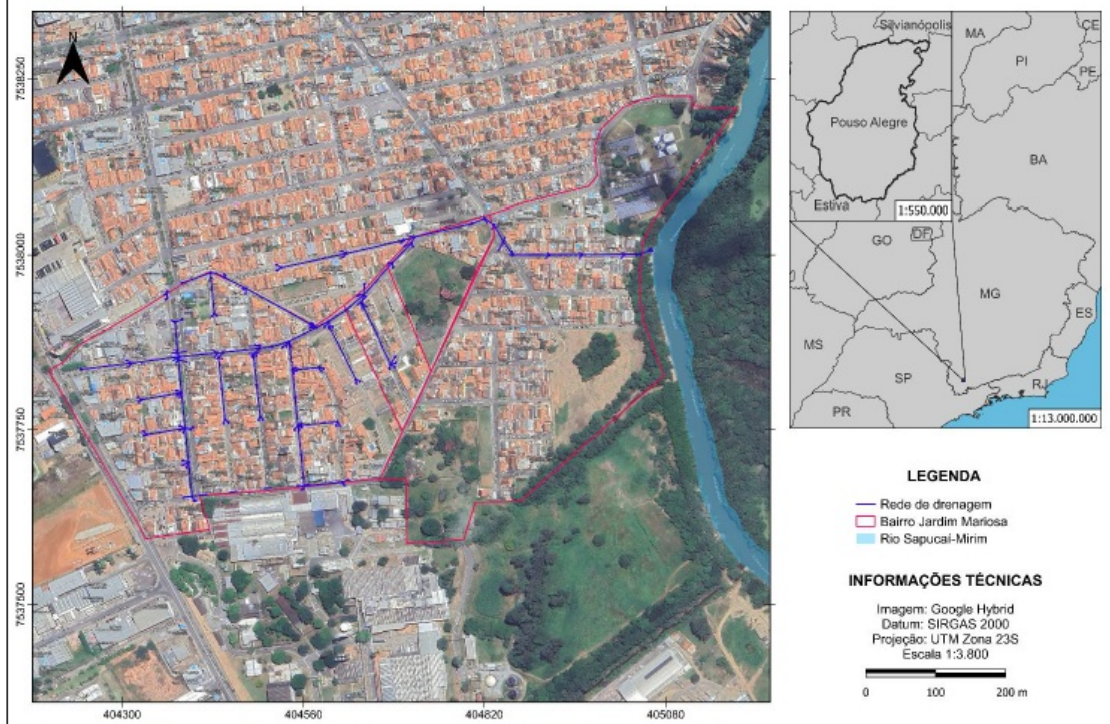 N
7538250
7538000
7537750
7537500
404300
404560
404820
405080
Silvianópolis
Pouso Alegre
Estiva
1:550.000
MA
CE
PI
PE
BA
GO
DF
MG
ES
MS
SP
RJ
PR
1:13.000.000
LEGENDA
Rede de drenagem
Bairro Jardim Mariosa
Rio Sapucaí-Mirim
INFORMAÇÕES TÉCNICAS
Imagem: Google Hybrid
Datum: SIRGAS 2000
Projeção: UTM Zona 23S
Escala 1:3.800
0 100 200 m